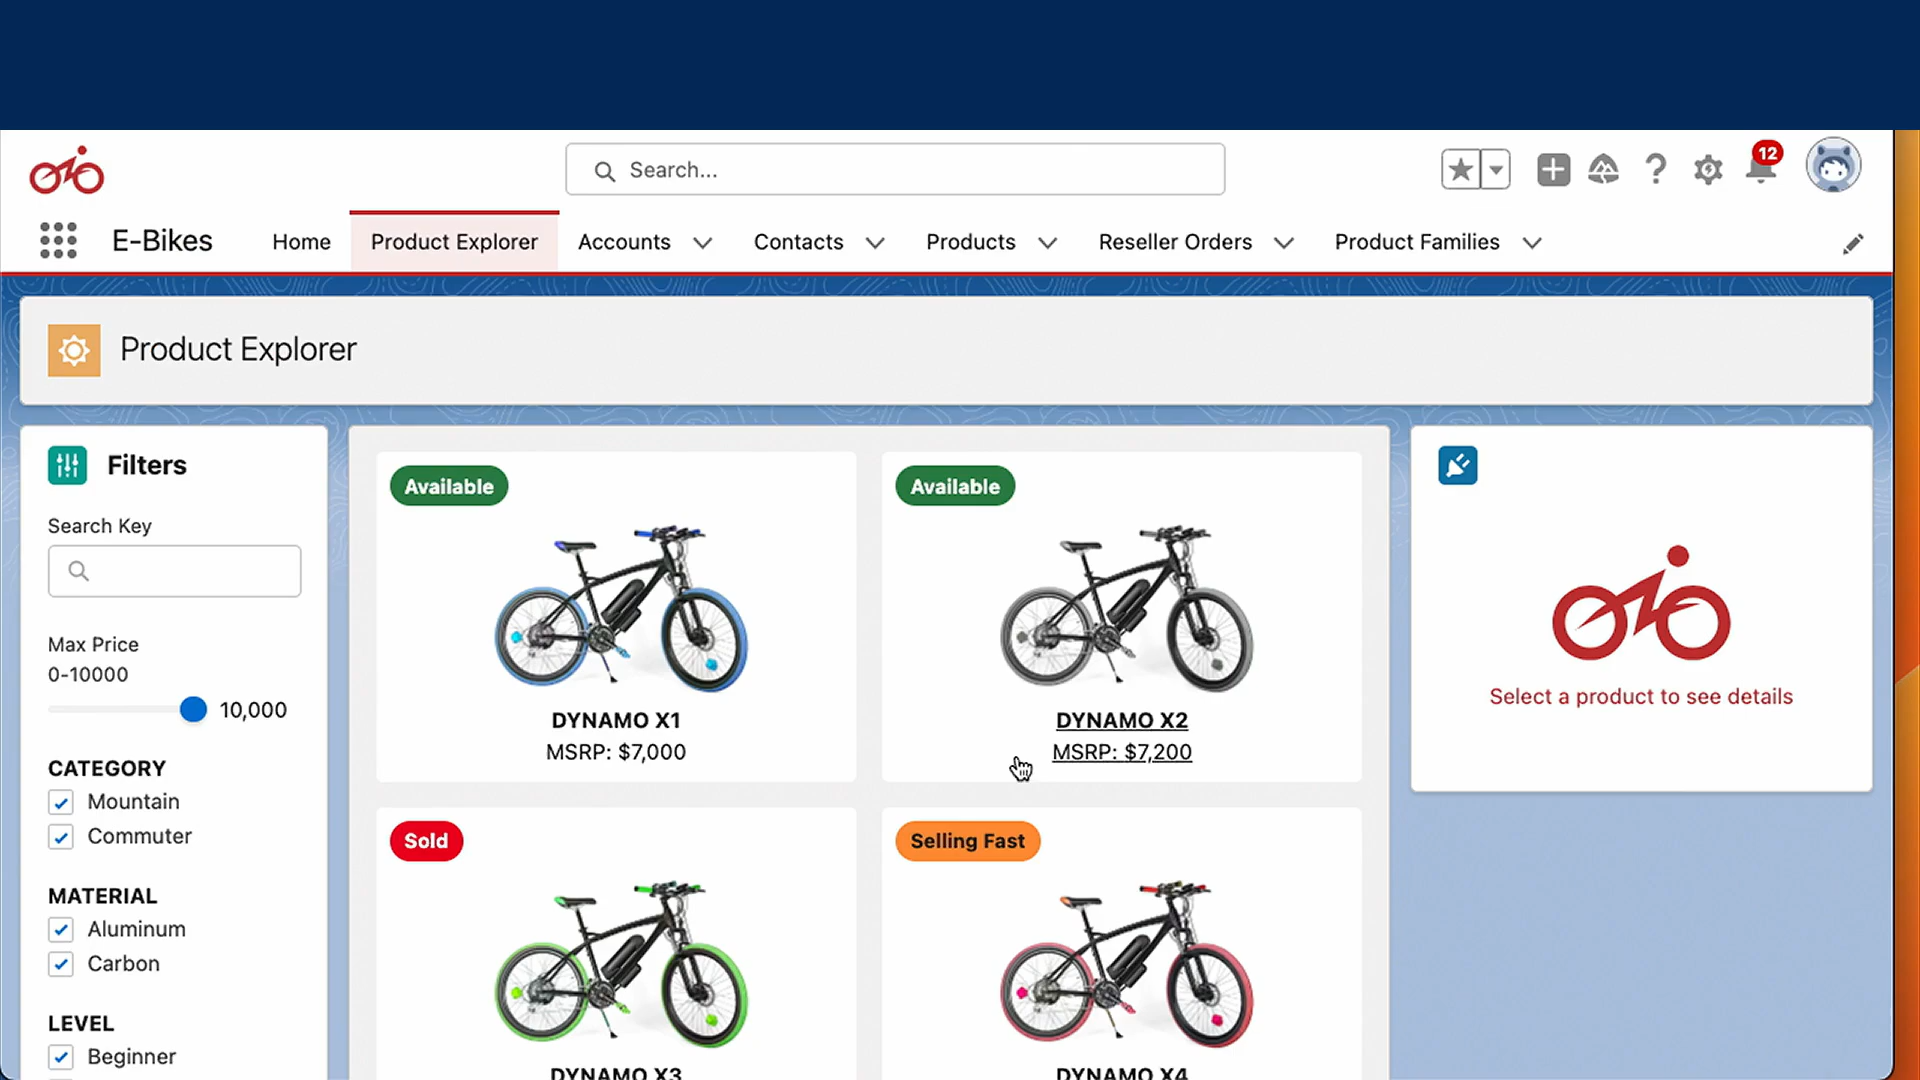 Search...
12
E-Bikes
Home
Product Explorer
Accounts
Contacts
Products
Reseller Orders
Product Families
Product Explorer
Filters
Search Key
Max Price
0-10000
10,000
CATEGORY
Mountain
Commuter
MATERIAL
Aluminum
Carbon
LEVEL
Beginner
Available
DYNAMO X1
MSRP: $7,000
Available
DYNAMO X2
MSRP: $7,200
Sold
DYNAMO X3
Selling Fast
DYNAMO X4
Select a product to see details